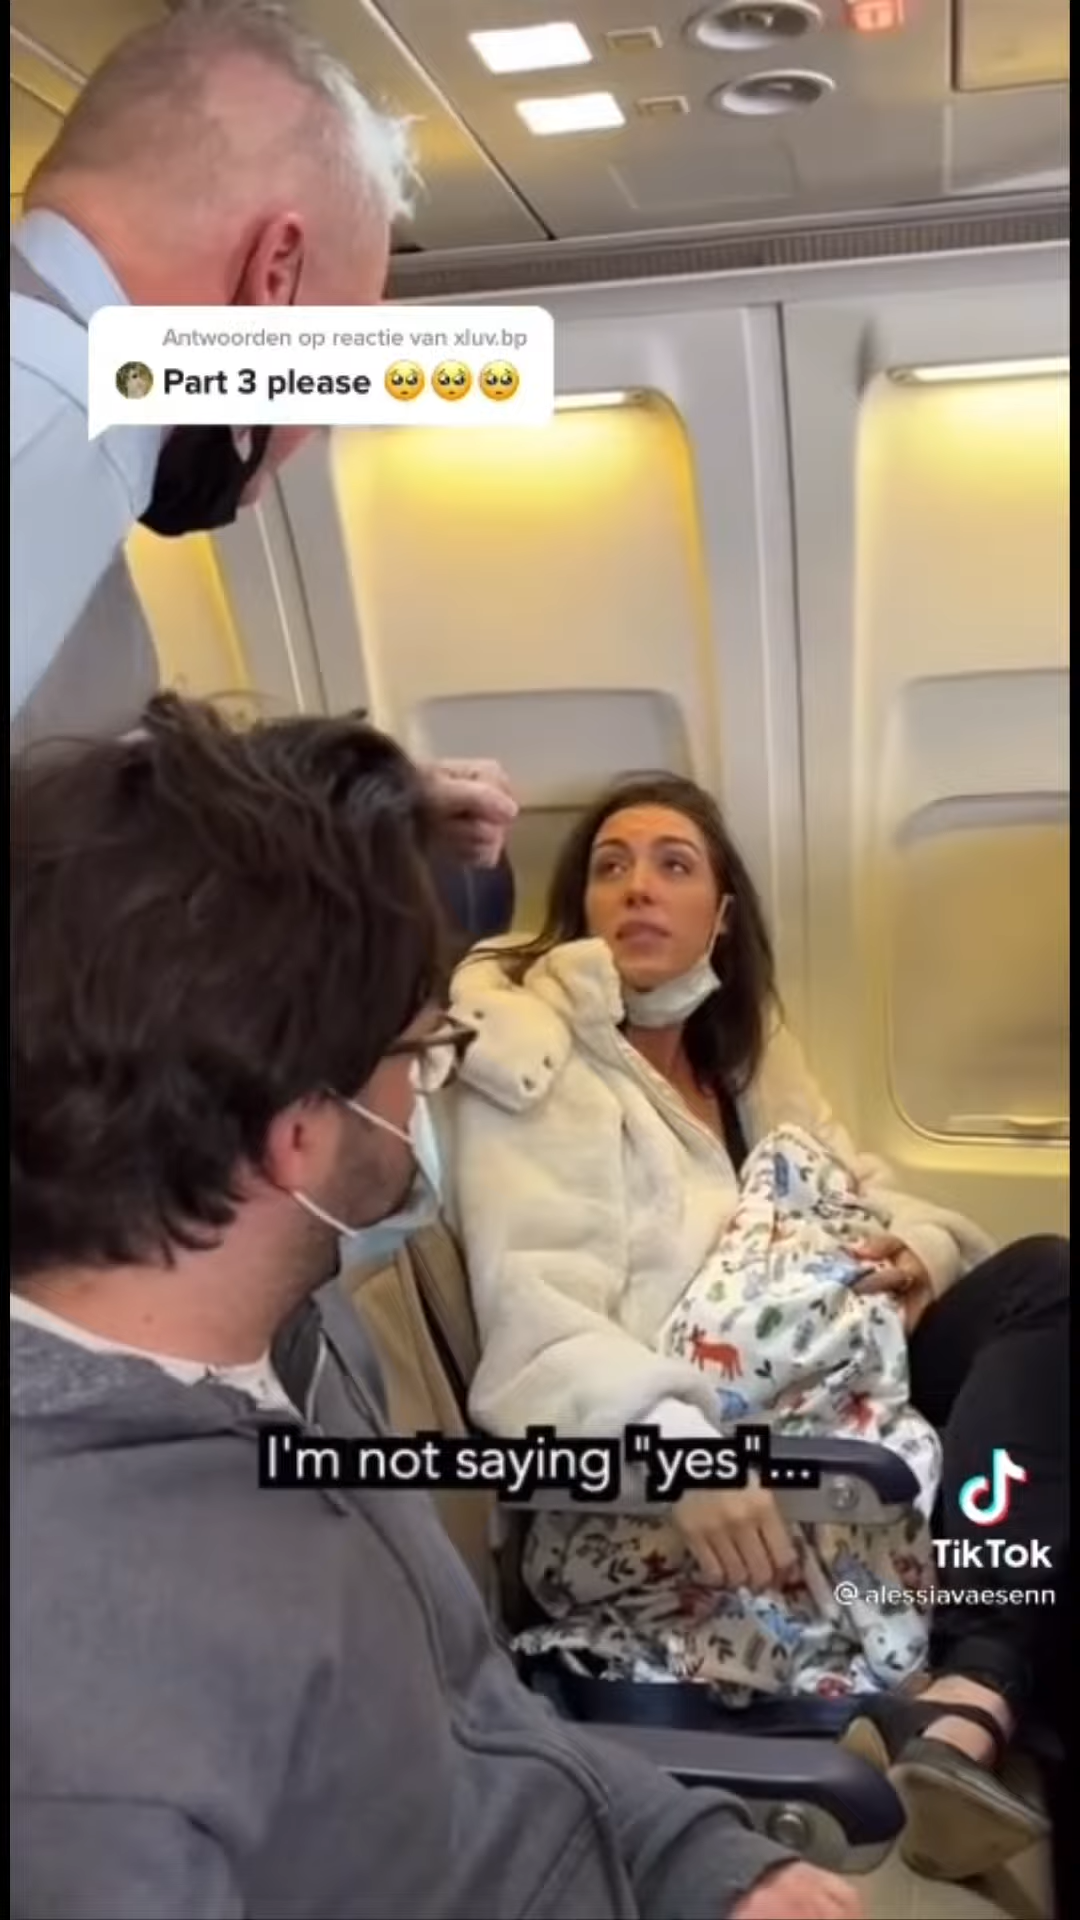 Antwoorden op reactie van xluv.bp
Part 3 please 🥺🥺🥺
I'm not saying "yes"...
TikTok
@alessiavaesenn